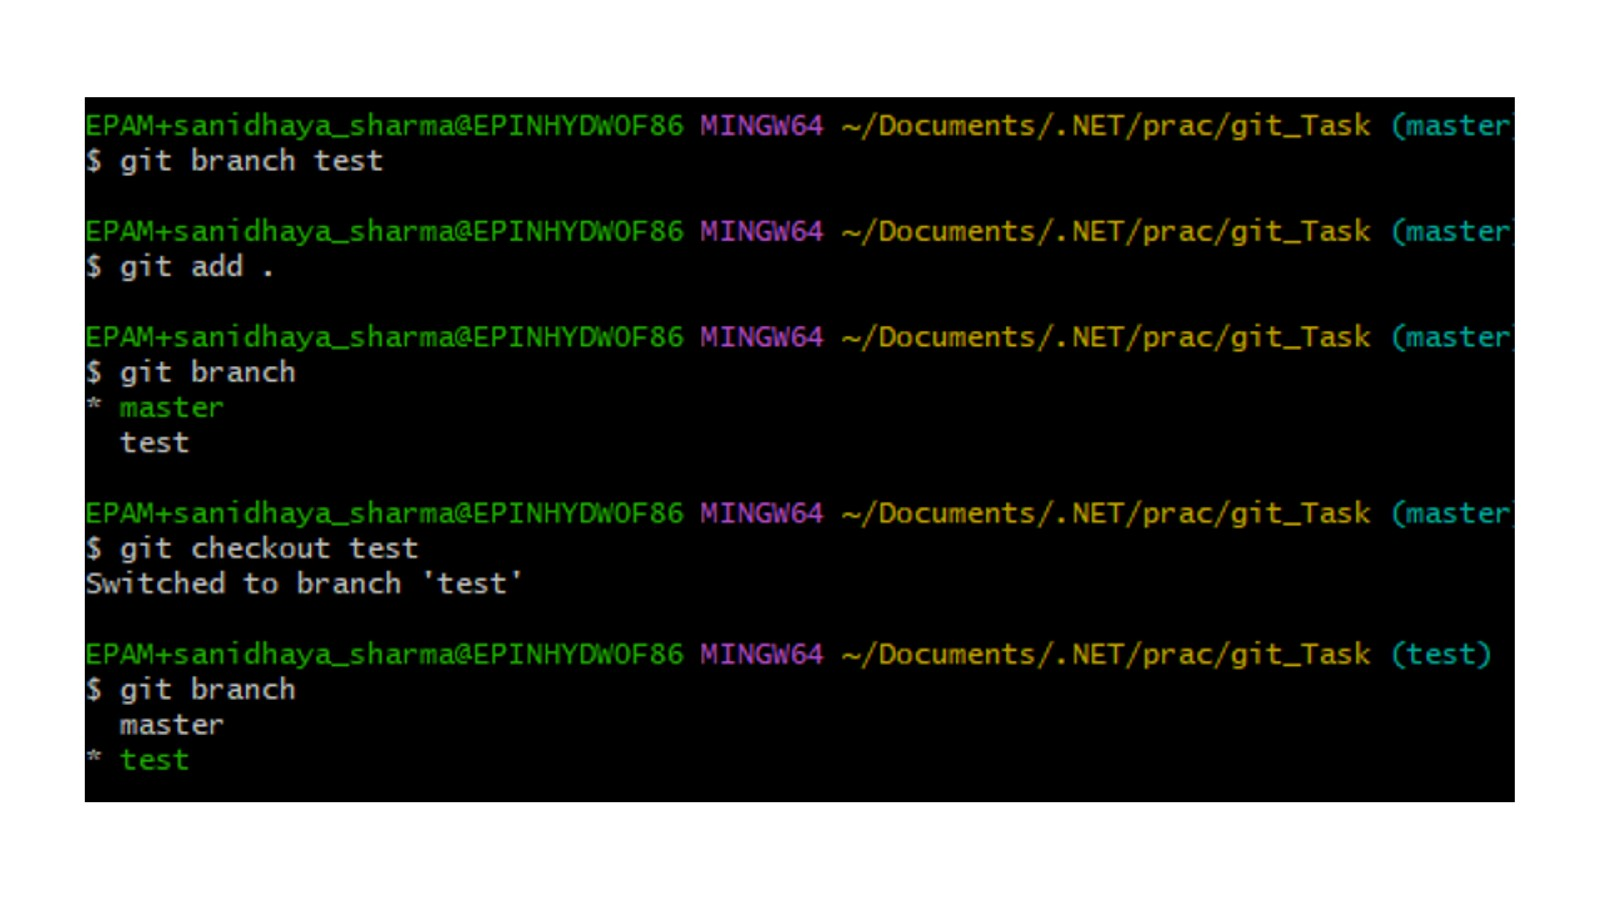 EPAM+sanidhaya_sharma@EPINHYDW0F86 MINGW64 ~/Documents/.NET/prac/git_Task (master)
$ git branch test
EPAM+sanidhaya_sharma@EPINHYDW0F86 MINGW64 ~/Documents/.NET/prac/git_Task (master)
$ git add .
EPAM+sanidhaya_sharma@EPINHYDW0F86 MINGW64 ~/Documents/.NET/prac/git_Task (master)
$ git branch
* master
  test
EPAM+sanidhaya_sharma@EPINHYDW0F86 MINGW64 ~/Documents/.NET/prac/git_Task (master)
$ git checkout test
Switched to branch 'test'
EPAM+sanidhaya_sharma@EPINHYDW0F86 MINGW64 ~/Documents/.NET/prac/git_Task (test)
$ git branch
  master
* test